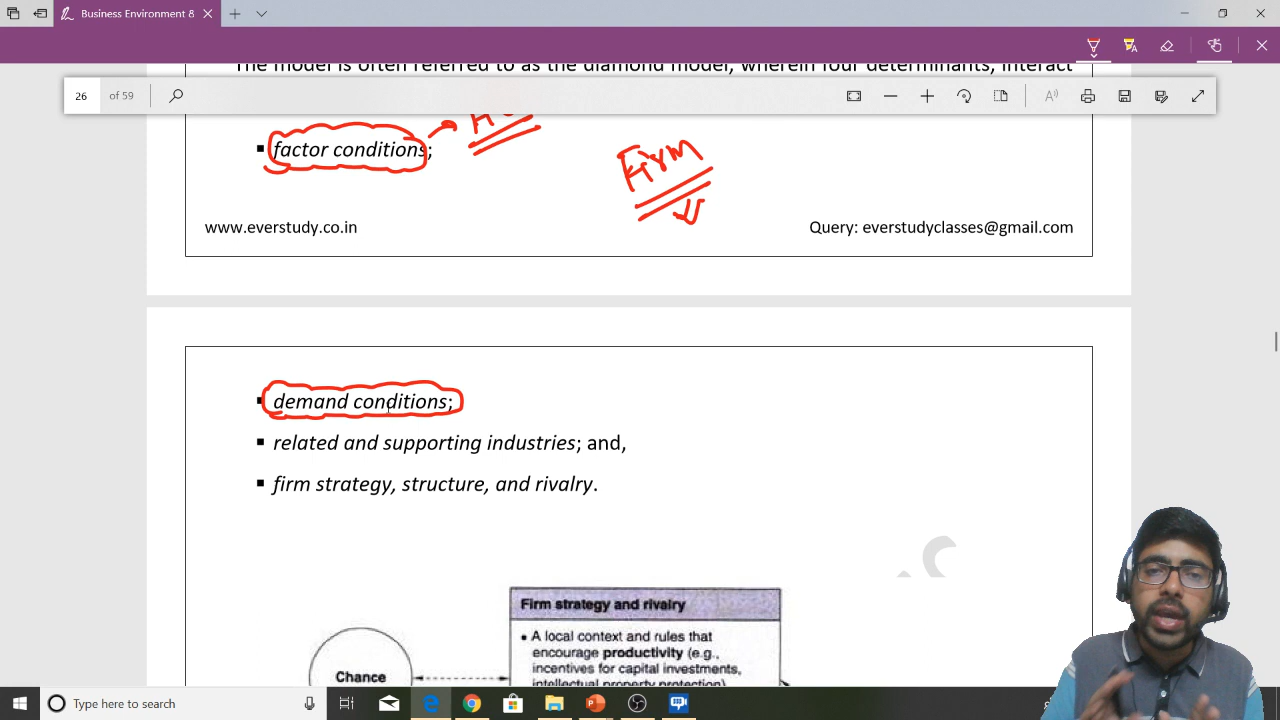 Business Environment
The model is often referred to as the diamond model, wherein four determinants, interact
26 of 59
▪ factor conditions;
Firm
www.everstudy.co.in
Query: everstudyclasses@gmail.com
▪ demand conditions;
▪ related and supporting industries; and,
▪ firm strategy, structure, and rivalry.
Firm strategy and rivalry
• A local context and rules that
encourage productivity (e.g.,
incentives for capital investments,
intellectual property protection)
Chance
Type here to search